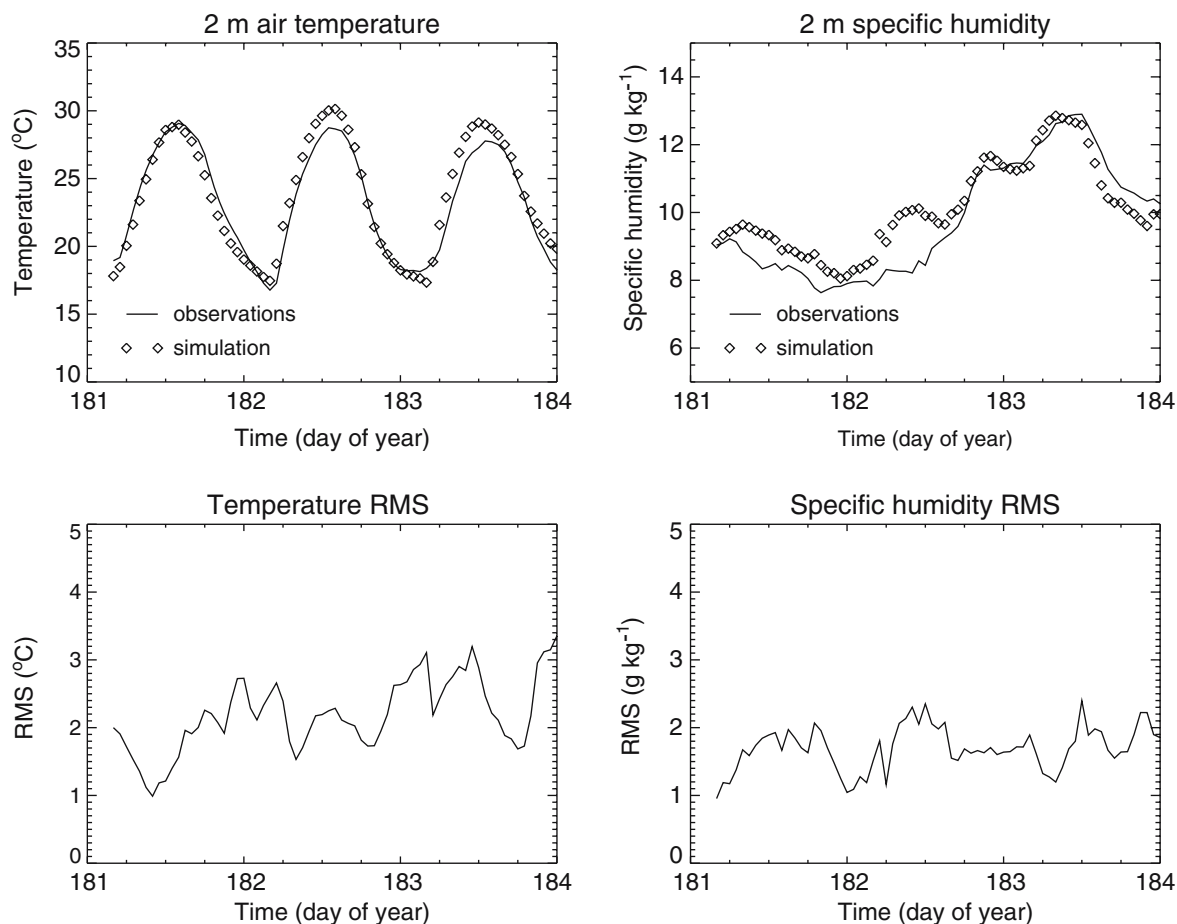 2 m air temperature
35
30
25
20
15
10
Temperature (°C)
observations
simulation
181
182
183
184
Time (day of year)
2 m specific humidity
14
12
10
8
6
Specific humidity (g kg⁻¹)
observations
simulation
181
182
183
184
Time (day of year)
Temperature RMS
5
4
3
2
1
0
RMS (°C)
181
182
183
184
Time (day of year)
Specific humidity RMS
5
4
3
2
1
0
RMS (g kg⁻¹)
181
182
183
184
Time (day of year)